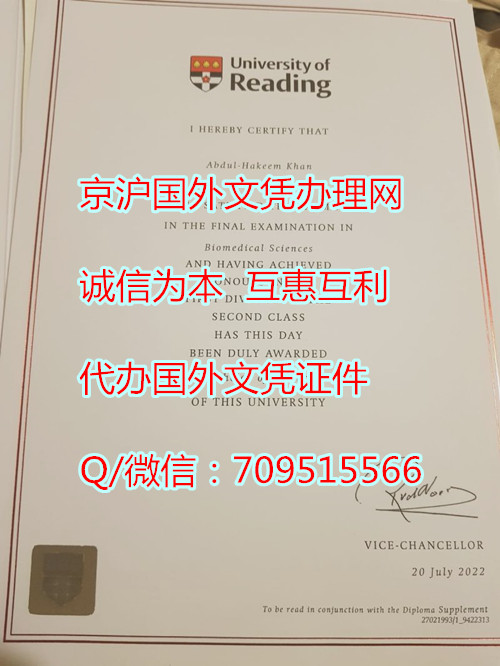 University of
Reading
I HEREBY CERTIFY THAT
Abdul-Hakeem Khan
京沪国外文凭办理网
IN THE FINAL EXAMINATION IN
Biomedical Sciences
AND HAVING ACHIEVED
诚信为本 互惠互利
SECOND CLASS
HAS THIS DAY
BEEN DULY AWARDED
代办国外文凭证件
OF THIS UNIVERSITY
Q/微信：709515566
VICE-CHANCELLOR
20 July 2022
To be read in conjunction with the Diploma Supplement
27021993/1_9422313